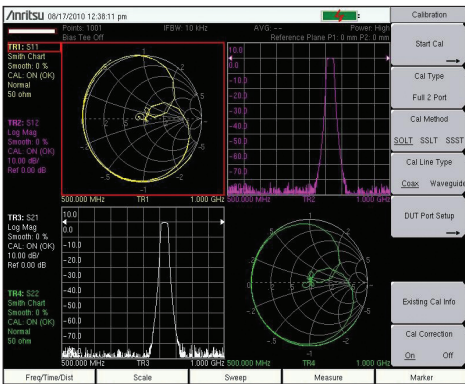 Anritsu 08/17/2010 12:38:11 pm
Calibration
Points: 1001 IFBW: 10 kHz AVG: -- Power: High
Bias Tee Off Reference Plane P1: 0 mm P2: 0 mm
TR1: S11
Smith Chart
Smooth: 0 %
CAL: ON (OK)
Normal
50 ohm
TR2: S12
Log Mag
Smooth: 0 %
CAL: ON (OK)
10.00 dB/
Ref 0.00 dB
10.0
0.0
-10.0
-20.0
-30.0
-40.0
-50.0
-60.0
-70.0
500.000 MHz TR1 1.000 GHz
500.000 MHz TR2 1.000 GHz
TR3: S21
Log Mag
Smooth: 0 %
CAL: ON (OK)
10.00 dB/
Ref 0.00 dB
TR4: S22
Smith Chart
Smooth: 0 %
CAL: ON (OK)
Normal
50 ohm
10.0
0.0
-10.0
-20.0
-30.0
-40.0
-50.0
-60.0
-70.0
500.000 MHz TR3 1.000 GHz
500.000 MHz TR4 1.000 GHz
Start Cal
Cal Type
Full 2 Port
Cal Method
SOLT SSLT SSST
Cal Line Type
Coax Waveguide
DUT Port Setup
Existing Cal Info
Cal Correction
On Off
Freq/Time/Dist Scale Sweep Measure Marker